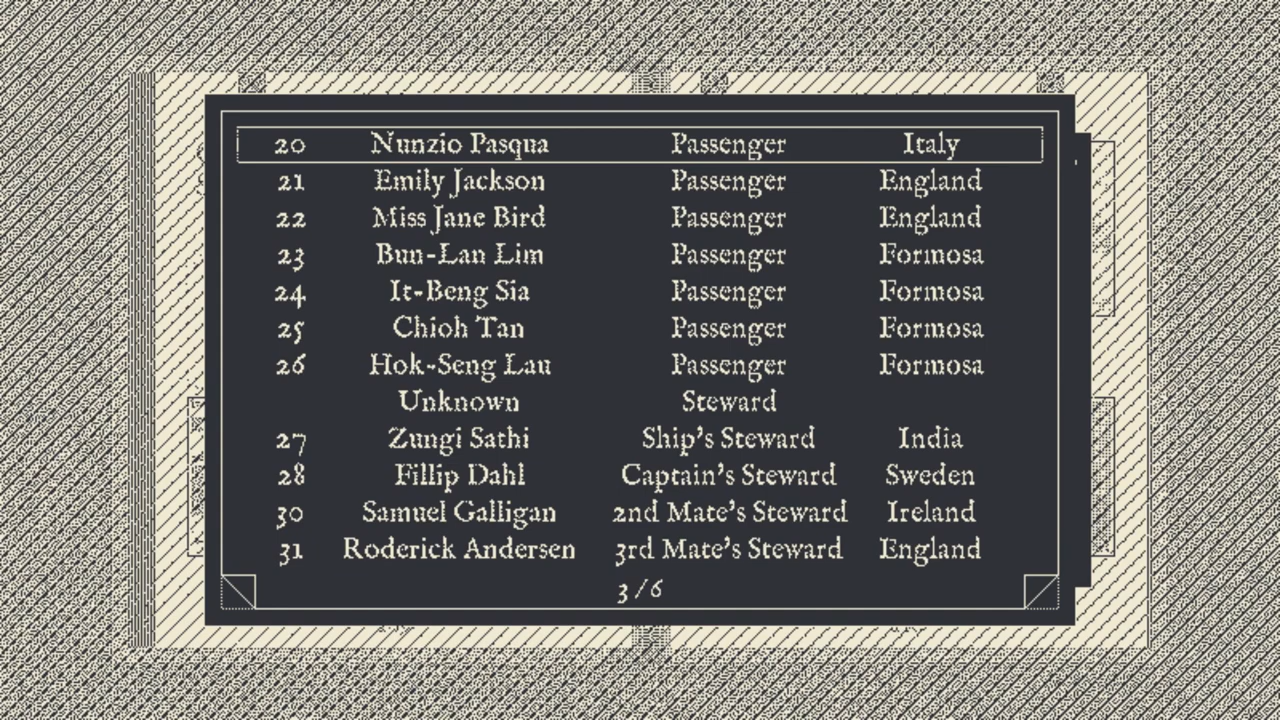 20 Nunzio Pasqua Passenger Italy
21 Emily Jackson Passenger England
22 Miss Jane Bird Passenger England
23 Bun-Lan Lim Passenger Formosa
24 It-Beng Sia Passenger Formosa
25 Chioh Tan Passenger Formosa
26 Hok-Seng Lau Passenger Formosa
Unknown Steward
27 Zungi Sathi Ship's Steward India
28 Fillip Dahl Captain's Steward Sweden
30 Samuel Galligan 2nd Mate's Steward Ireland
31 Roderick Andersen 3rd Mate's Steward England
3/6